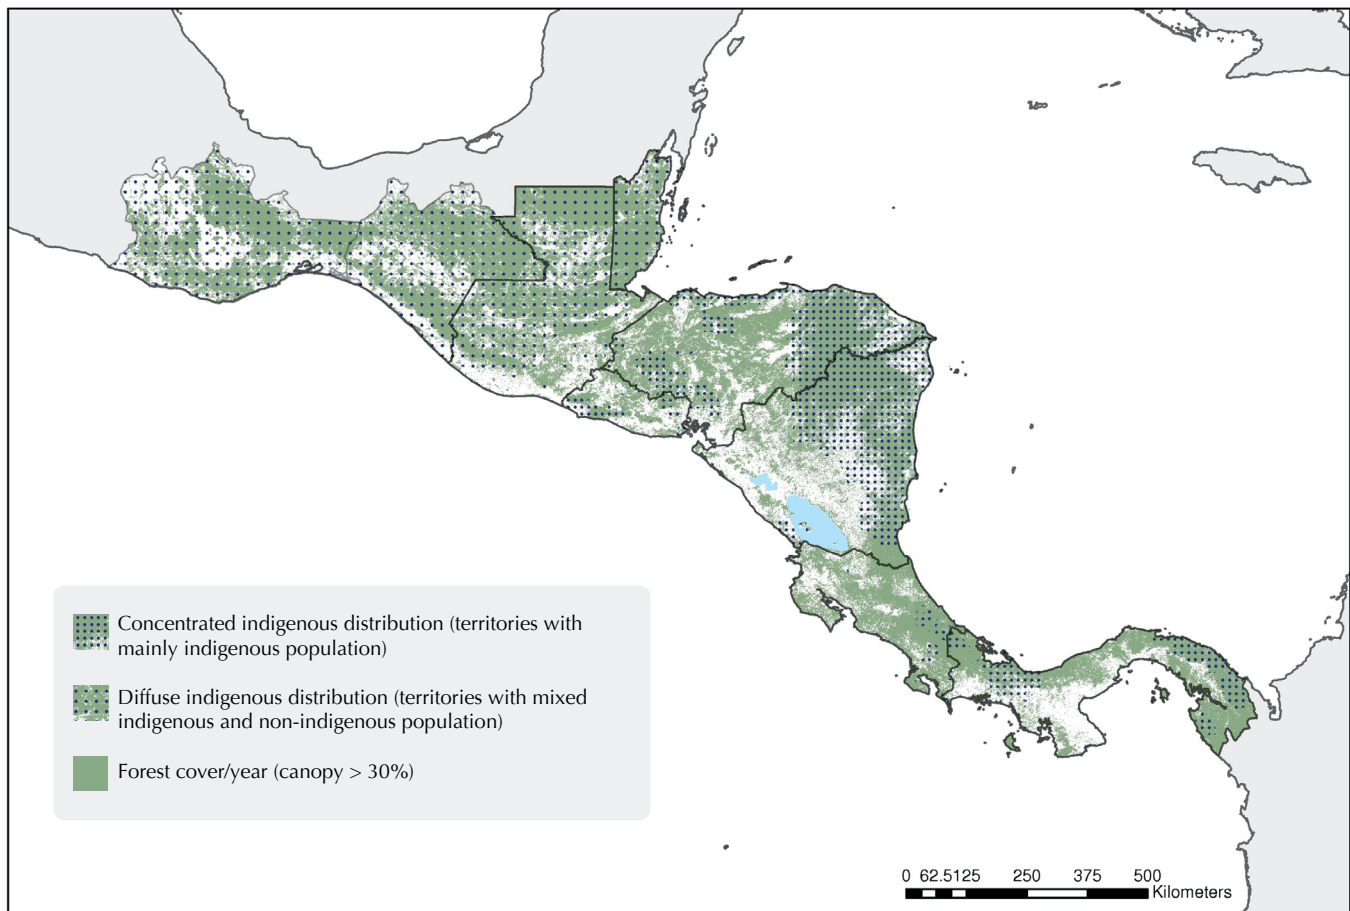 Concentrated indigenous distribution (territories with
mainly indigenous population)
Diffuse indigenous distribution (territories with mixed
indigenous and non-indigenous population)
Forest cover/year (canopy > 30%)
0 62.5125 250 375 500
Kilometers